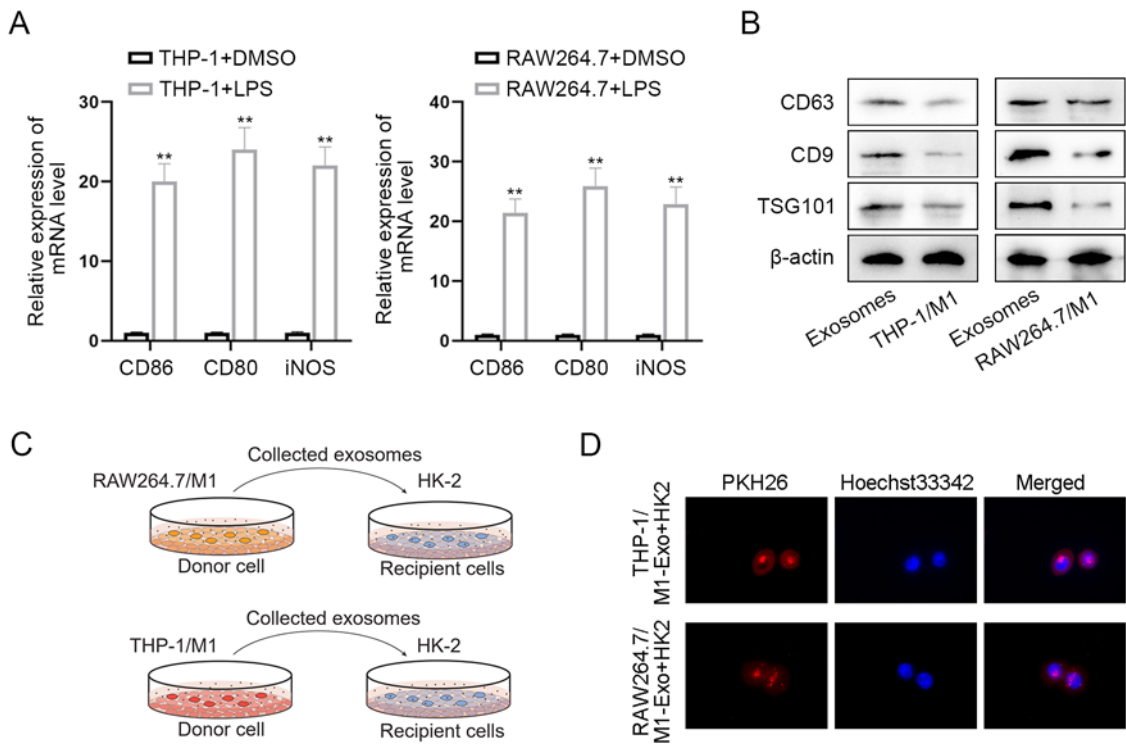 A
THP-1+DMSO
THP-1+LPS
Relative expression of
mRNA level
30
20
10
0
**
**
**
CD86
CD80
iNOS
RAW264.7+DMSO
RAW264.7+LPS
Relative expression of
mRNA level
40
30
20
10
0
**
**
**
CD86
CD80
iNOS
B
CD63
CD9
TSG101
β-actin
Exosomes
THP-1/M1
Exosomes
RAW264.7/M1
C
Collected exosomes
RAW264.7/M1
HK-2
Donor cell
Recipient cells
Collected exosomes
THP-1/M1
HK-2
Donor cell
Recipient cells
D
PKH26
Hoechst33342
Merged
THP-1/
M1-Exo+HK2
RAW264.7/
M1-Exo+HK2